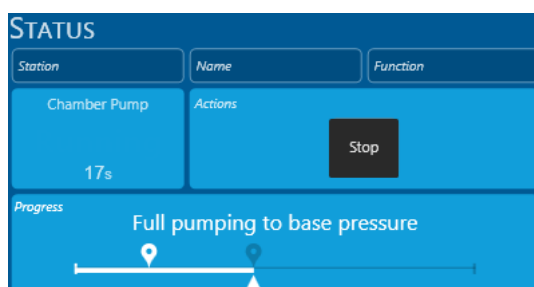 STATUS
Station
Name
Function
Chamber Pump
Actions
Stop
17s
Progress
Full pumping to base pressure